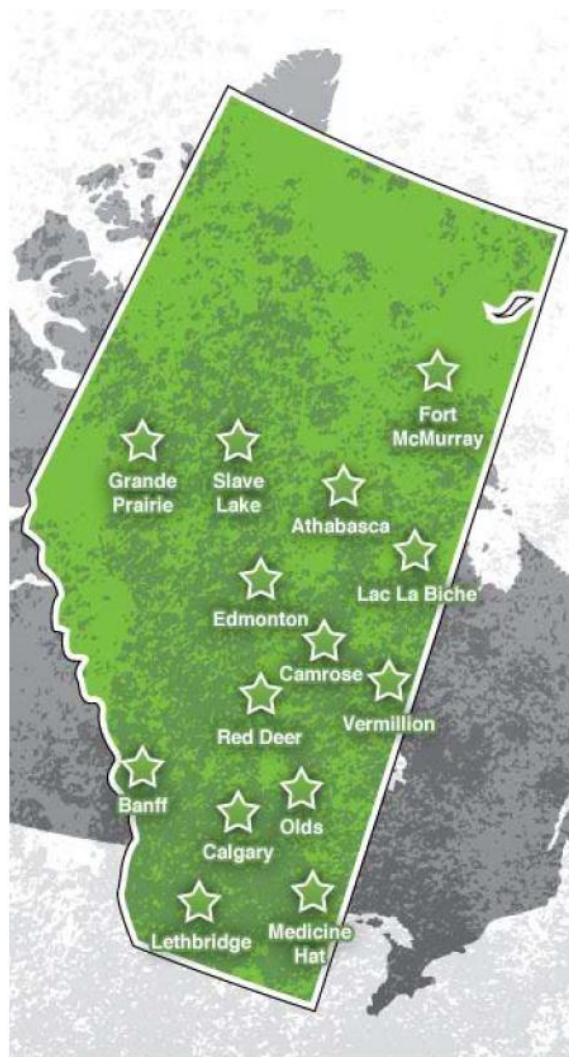 Fort
McMurray
Grande
Prairie
Slave
Lake
Athabasca
Lac La Biche
Edmonton
Camrose
Vermillion
Red Deer
Banff
Olds
Calgary
Lethbridge
Medicine
Hat